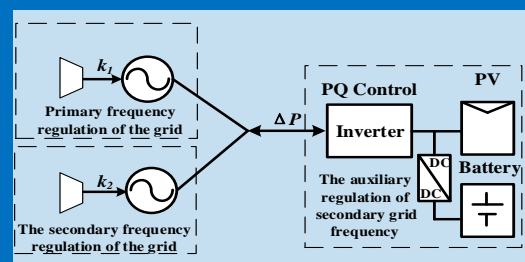 k1
Primary frequency
regulation of the grid
k2
The secondary frequency
regulation of the grid
ΔP
PQ Control
PV
Inverter
DC
DC
Battery
The auxiliary
regulation of
secondary grid
frequency